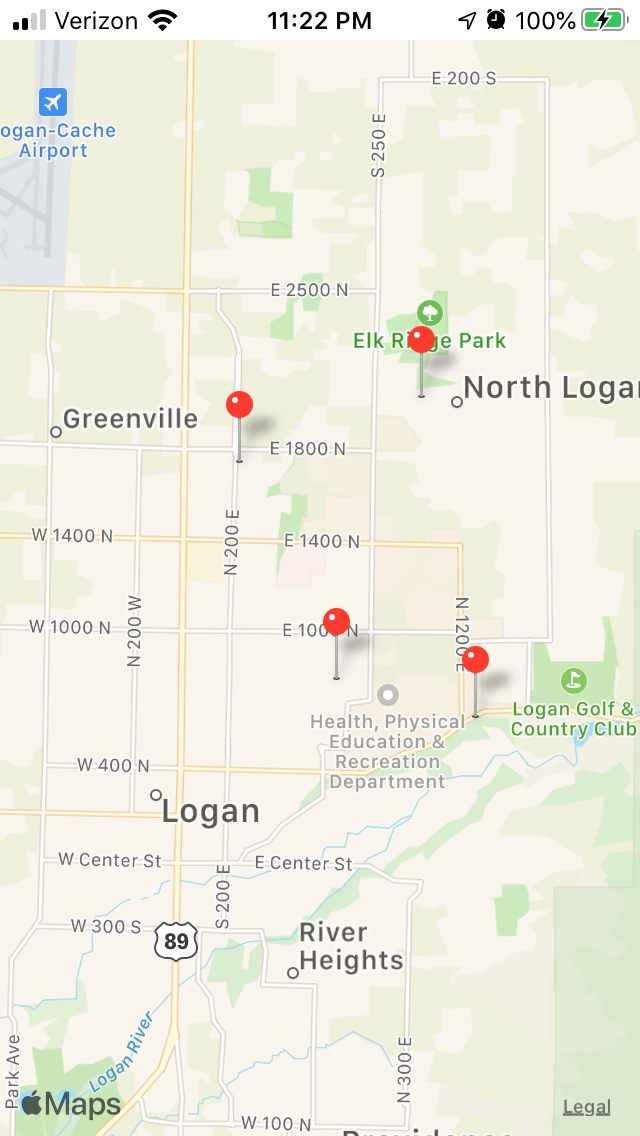 Verizon 11:22 PM 100%
E 200 S
ogan-Cache
Airport
S 250 E
E 2500 N
Elk Ridge Park
North Logan
Greenville
E 1800 N
W 1400 N
E 1400 N
N 200 E
W 1000 N
N 200 W
E 1000 N
N 1200 E
Logan Golf &
Country Club
Health, Physical
Education &
Recreation
Department
W 400 N
Logan
W Center St
E Center St
S 200 E
W 300 S
89
River
Heights
Logan River
Park Ave
N 300 E
Maps
Legal
W 100 N
Providence